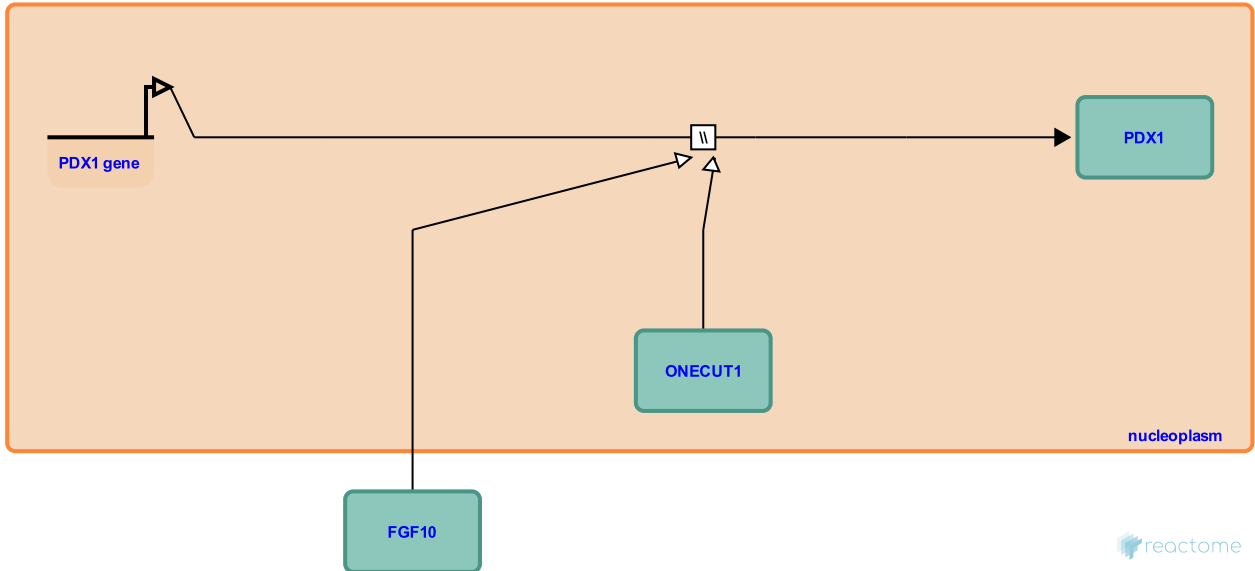 PDX1 gene
\\
PDX1
ONECUT1
nucleoplasm
FGF10
reactome